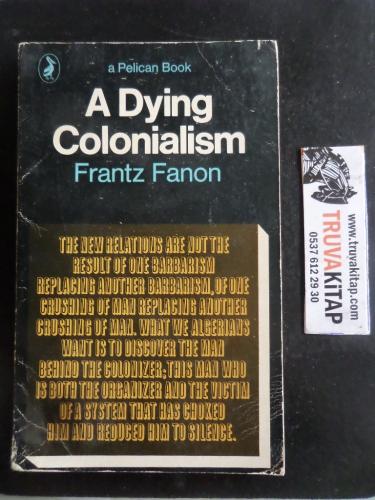 a Pelican Book
A Dying
Colonialism
Frantz Fanon
THE NEW RELATIONS ARE NOT THE
RESULT OF ONE BARBARISM
REPLACING ANOTHER BARBARISM, OF ONE
CRUSHING OF MAN REPLACING ANOTHER
CRUSHING OF MAN. WHAT WE ALGERIANS
WANT IS TO DISCOVER THE MAN
BEHIND THE COLONIZER; THIS MAN WHO
IS BOTH THE ORGANIZER AND THE VICTIM
OF A SYSTEM THAT HAS CHOKED
HIM AND REDUCED HIM TO SILENCE.
www.truvakitap.com
TRUVAKiTAP
0537 612 29 30